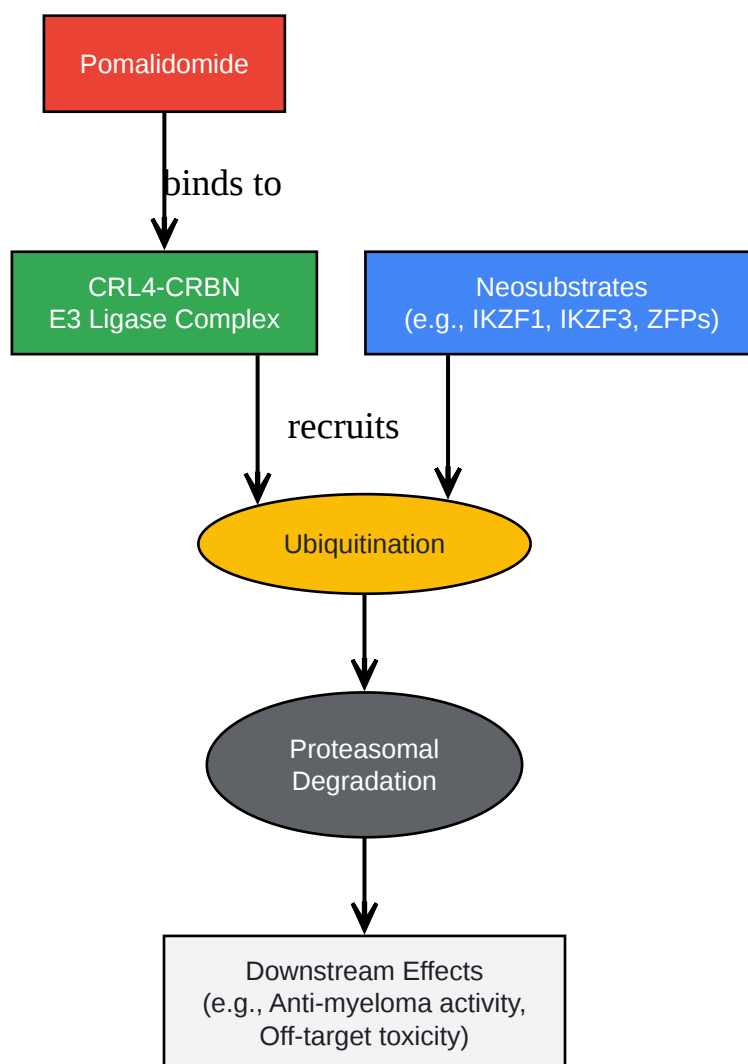 Pomalidomide
binds to
CRL4-CRBN
E3 Ligase Complex
Neosubstrates
(e.g., IKZF1, IKZF3, ZFPs)
recruits
Ubiquitination
Proteasomal
Degradation
Downstream Effects
(e.g., Anti-myeloma activity,
Off-target toxicity)